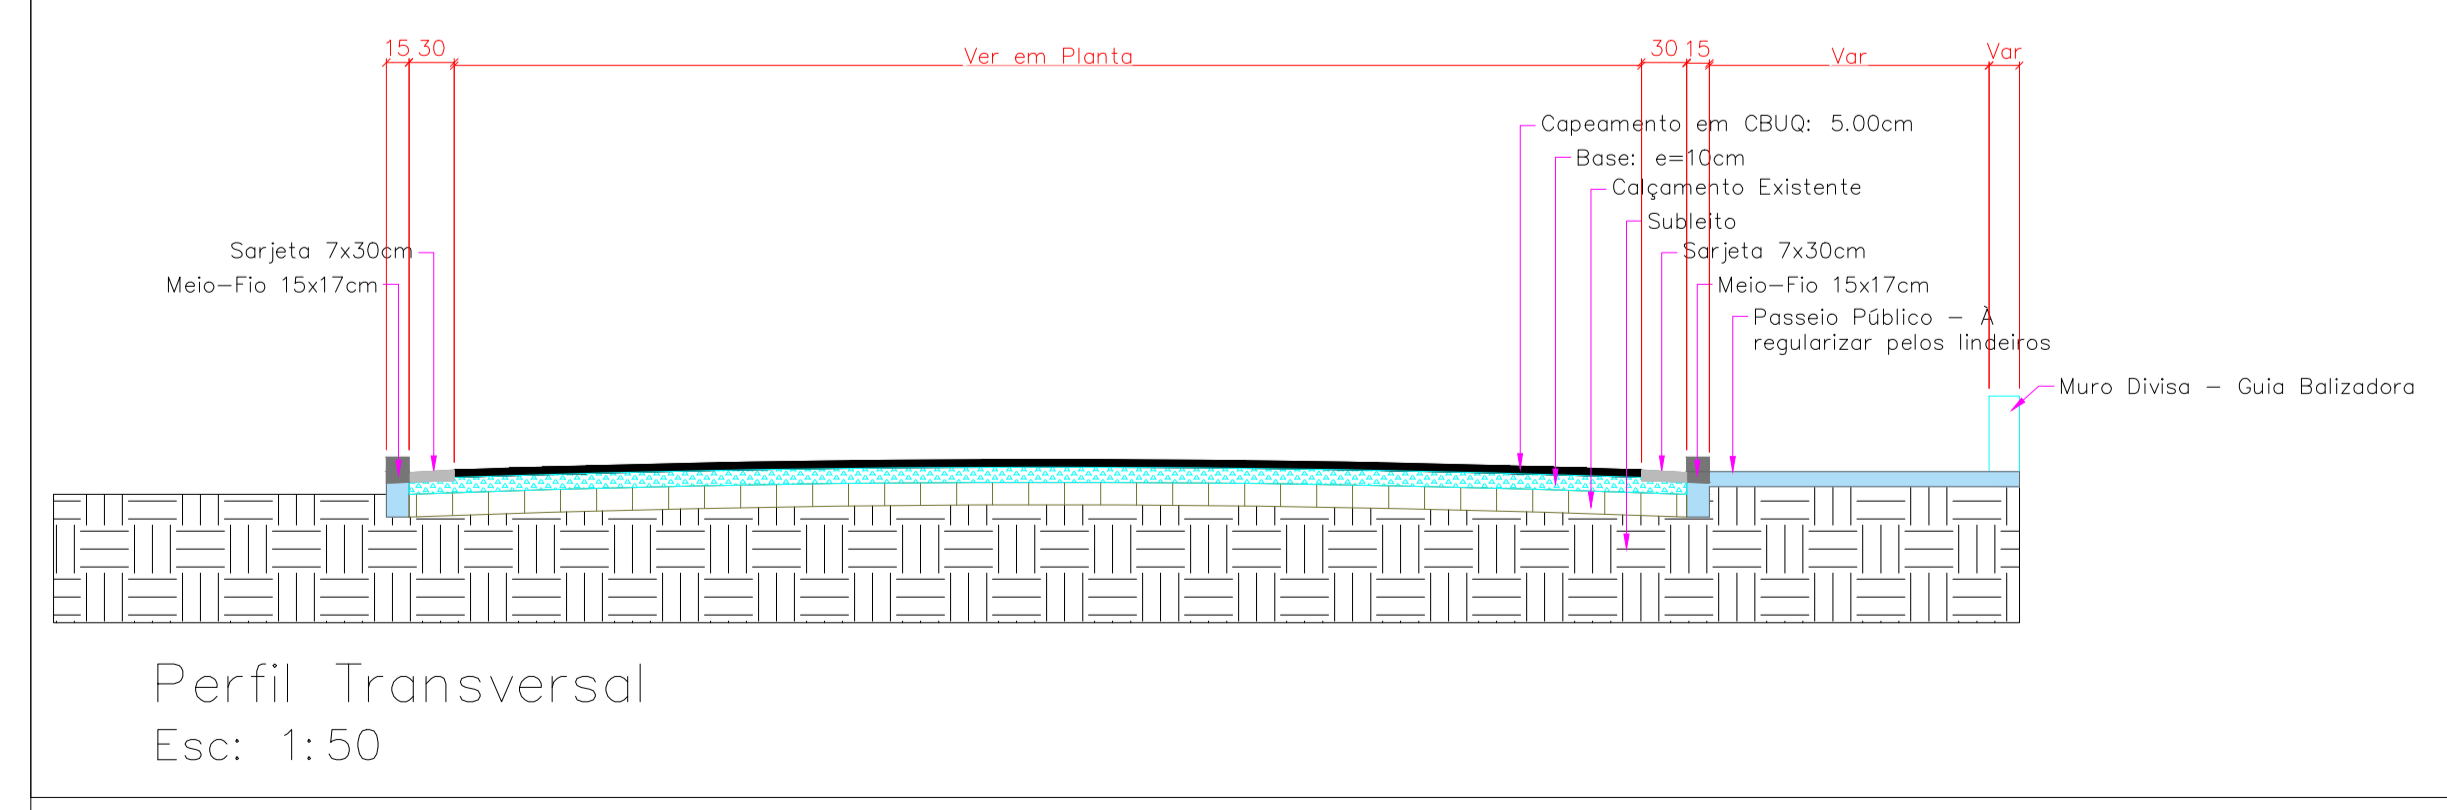 15 30
Ver em Planta
30 15
Var
Var
Capeamento em CBUQ: 5.00cm
Base: e=10cm
Calçamento Existente
Subleito
Sarjeta 7x30cm
Sarjeta 7x30cm
Meio-Fio 15x17cm
Meio-Fio 15x17cm
Passeio Público - À
regularizar pelos lindeiros
Muro Divisa - Guia Balizadora
Perfil Transversal
Esc: 1:50